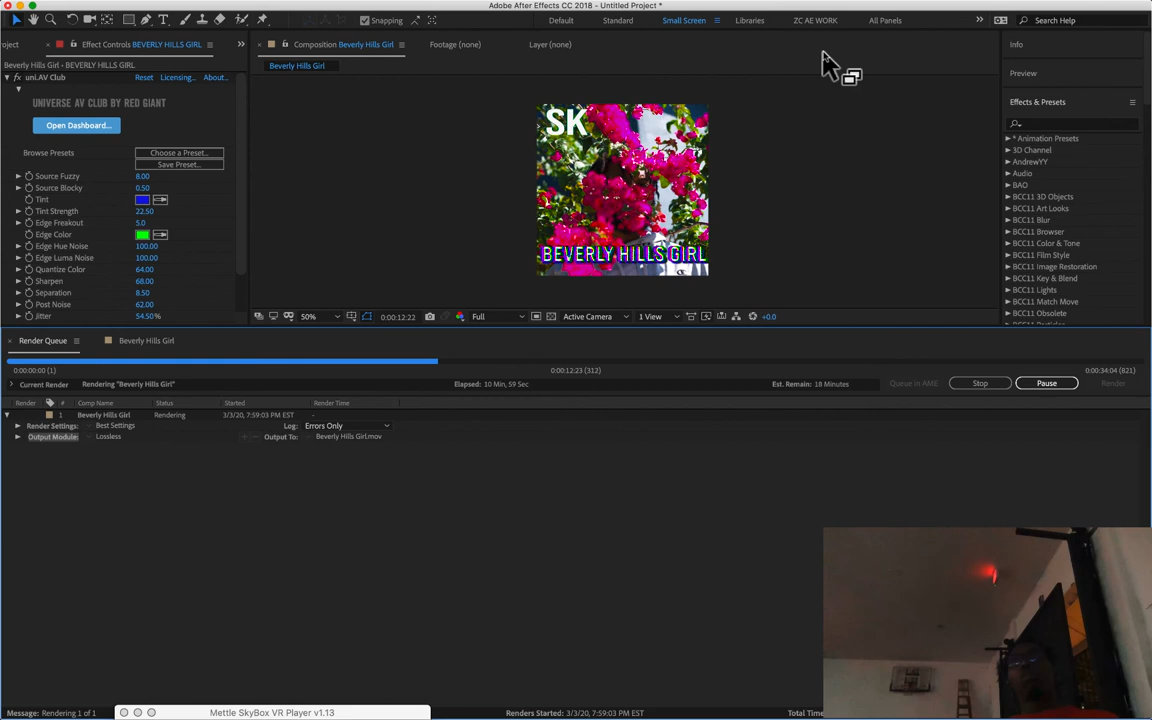 Adobe After Effects CC 2018 - Untitled Project *
Snapping
Default
Standard
Small Screen
Libraries
ZC AE WORK
All Panels
Search Help
oject
Effect Controls BEVERLY HILLS GIRL
Composition Beverly Hills Girl
Footage (none)
Layer (none)
Info
Beverly Hills Girl • BEVERLY HILLS GIRL
Beverly Hills Girl
fx uni.AV Club
Reset
Licensing...
About...
Preview
UNIVERSE AV CLUB BY RED GIANT
Open Dashboard...
Effects & Presets
Browse Presets
Choose a Preset...
Save Preset...
Source Fuzzy 8.00
Source Blocky 0.50
Tint
Tint Strength 22.50
Edge Freakout 5.0
Edge Color
Edge Hue Noise 100.00
Edge Luma Noise 100.00
Quantize Color 64.00
Sharpen 68.00
Separation 8.50
Post Noise 62.00
Jitter 54.50%
SK
BEVERLY HILLS GIRL
50%
0:00:12:22
Full
Active Camera
1 View
+0.0
* Animation Presets
3D Channel
AndrewYY
Audio
BAO
BCC11 3D Objects
BCC11 Art Looks
BCC11 Blur
BCC11 Browser
BCC11 Color & Tone
BCC11 Film Style
BCC11 Image Restoration
BCC11 Key & Blend
BCC11 Lights
BCC11 Match Move
BCC11 Obsolete
Render Queue
Beverly Hills Girl
0:00:00:00 (1)
0:00:12:23 (312)
0:00:34:04 (821)
Current Render
Rendering "Beverly Hills Girl"
Elapsed: 10 Min, 59 Sec
Est. Remain: 18 Minutes
Queue in AME
Stop
Pause
Render
Render
#
Comp Name
Status
Started
Render Time
1
Beverly Hills Girl
Rendering
3/3/20, 7:59:03 PM EST
-
Render Settings:
Best Settings
Log:
Errors Only
Output Module:
Lossless
Output To:
Beverly Hills Girl.mov
Message: Rendering 1 of 1
Mettle SkyBox VR Player v1.13
Renders Started: 3/3/20, 7:59:03 PM EST
Total Time